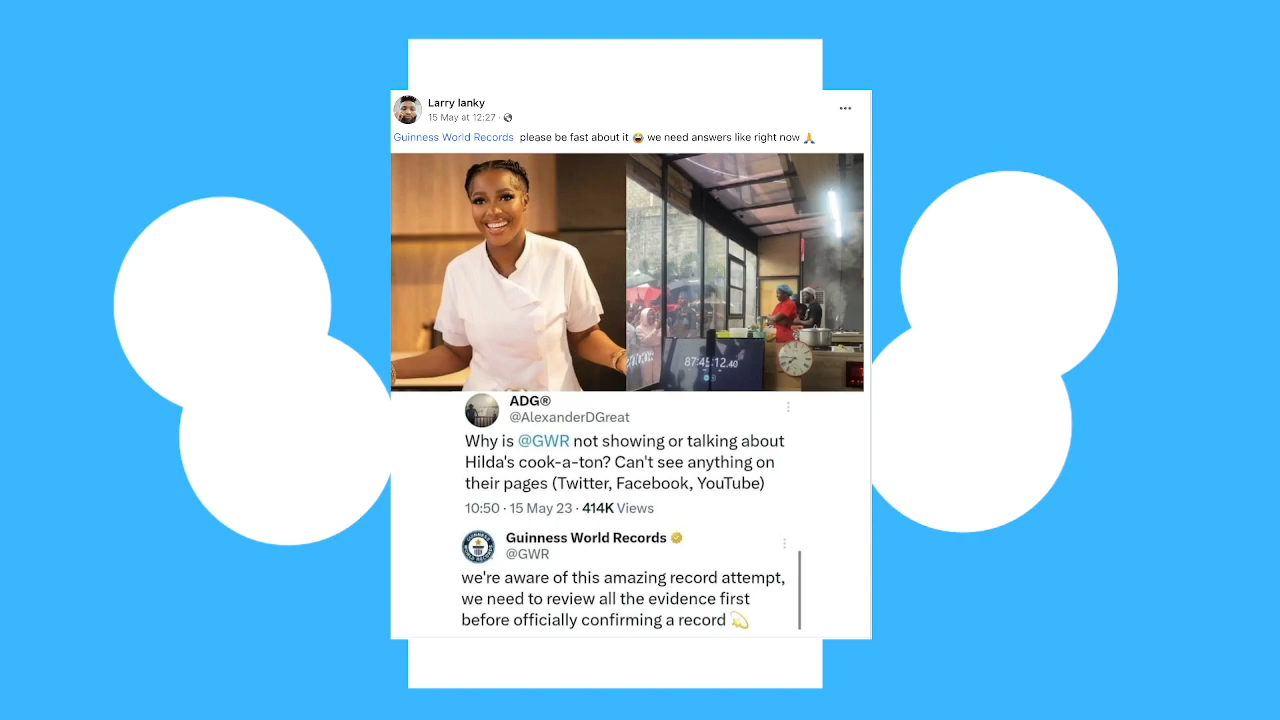 Larry lanky
15 May at 12:27 ·
Guinness World Records please be fast about it 😂 we need answers like right now 🙏
87:45:12.40
ADG®
@AlexanderDGreat
Why is @GWR not showing or talking about
Hilda's cook-a-ton? Can't see anything on
their pages (Twitter, Facebook, YouTube)
10:50 · 15 May 23 · 414K Views
Guinness World Records
@GWR
we're aware of this amazing record attempt,
we need to review all the evidence first
before officially confirming a record 💫